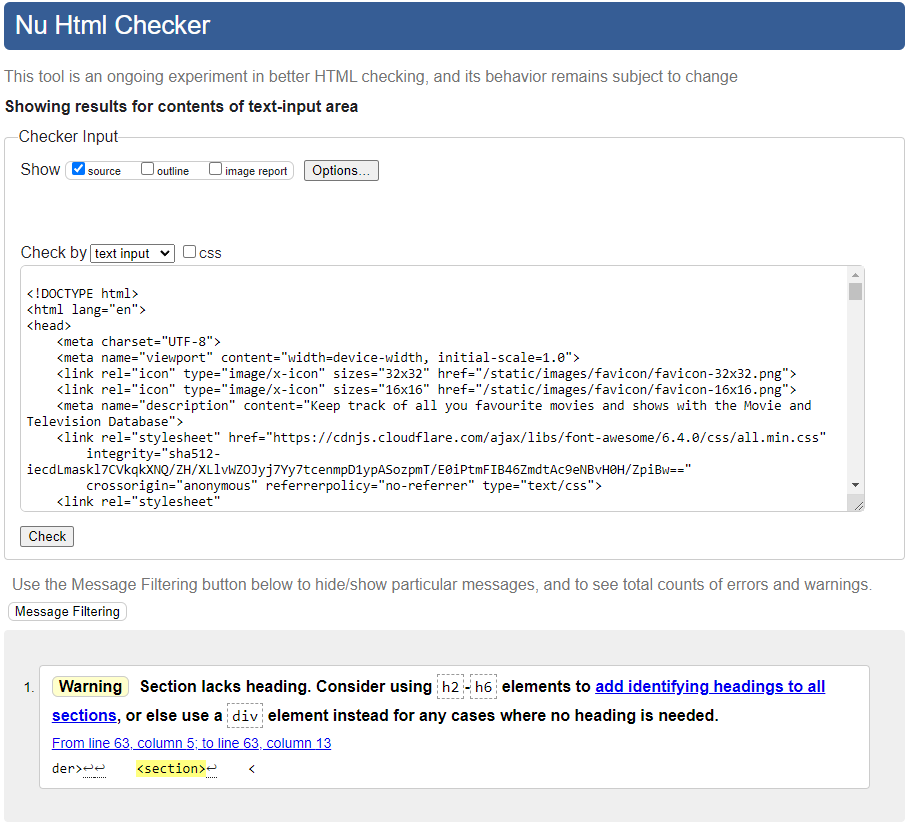 Nu Html Checker
This tool is an ongoing experiment in better HTML checking, and its behavior remains subject to change
Showing results for contents of text-input area
Checker Input
Show source outline image report Options...
Check by text input css
<!DOCTYPE html>
<html lang="en">
<head>
    <meta charset="UTF-8">
    <meta name="viewport" content="width=device-width, initial-scale=1.0">
    <link rel="icon" type="image/x-icon" sizes="32x32" href="/static/images/favicon/favicon-32x32.png">
    <link rel="icon" type="image/x-icon" sizes="16x16" href="/static/images/favicon/favicon-16x16.png">
    <meta name="description" content="Keep track of all you favourite movies and shows with the Movie and
Television Database">
    <link rel="stylesheet" href="https://cdnjs.cloudflare.com/ajax/libs/font-awesome/6.4.0/css/all.min.css"
        integrity="sha512-
iecdLmaskl7CVkqkXNQ/ZH/XLlvWZOJyj7Yy7tcenmpD1ypASozpmT/E0iPtmFIB46ZmdtAc9eNBvH0H/ZpiBw=="
        crossorigin="anonymous" referrerpolicy="no-referrer" type="text/css">
    <link rel="stylesheet"
Check
Use the Message Filtering button below to hide/show particular messages, and to see total counts of errors and warnings.
Message Filtering
1. Warning Section lacks heading. Consider using h2-h6 elements to add identifying headings to all
sections, or else use a div element instead for any cases where no heading is needed.
From line 63, column 5; to line 63, column 13
der>↩↩    <section>↩    <